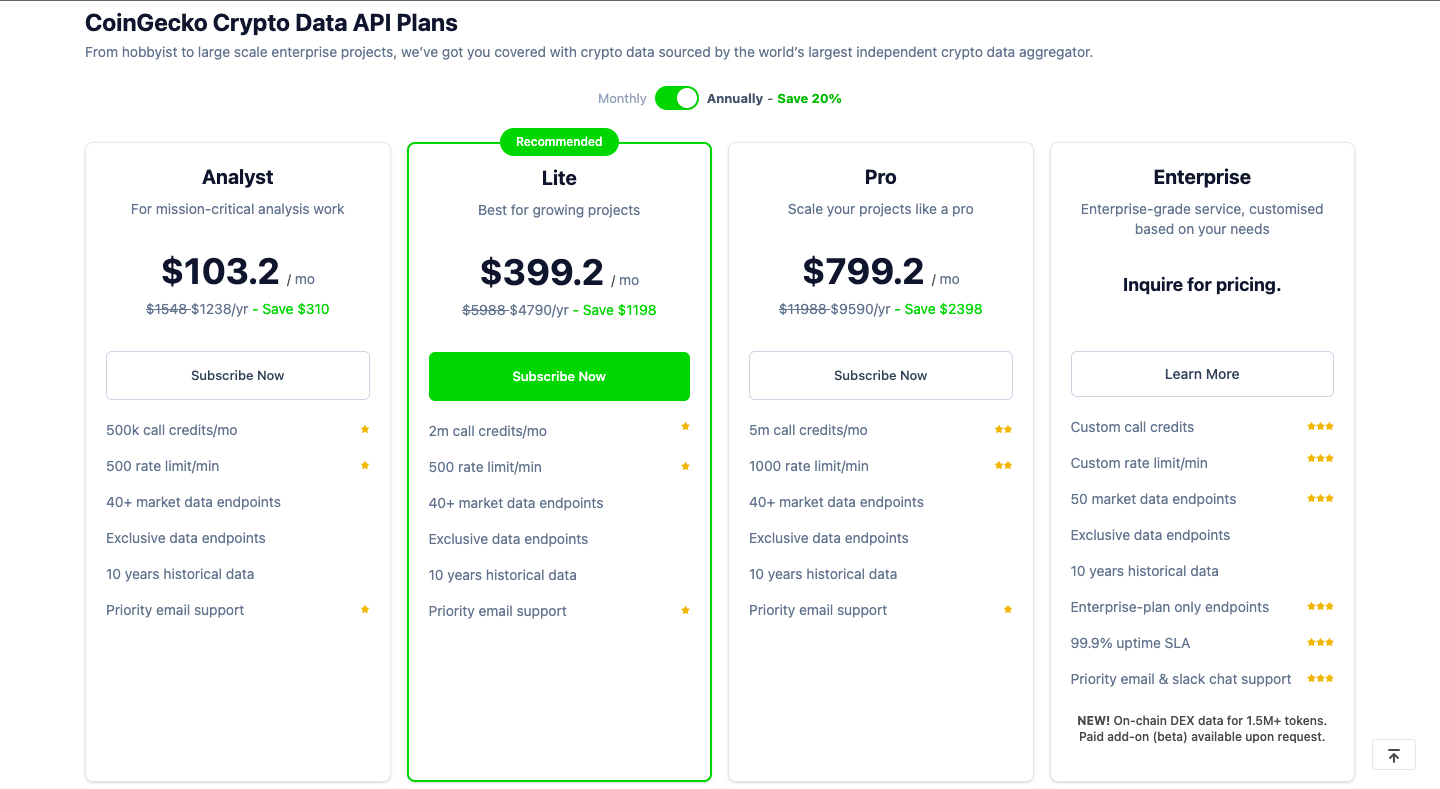 CoinGecko Crypto Data API Plans
From hobbyist to large scale enterprise projects, we've got you covered with crypto data sourced by the world's largest independent crypto data aggregator.
Monthly Annually - Save 20%
Analyst
For mission-critical analysis work
$103.2 / mo
$1548 $1238/yr - Save $310
Subscribe Now
500k call credits/mo
500 rate limit/min
40+ market data endpoints
Exclusive data endpoints
10 years historical data
Priority email support
Recommended
Lite
Best for growing projects
$399.2 / mo
$5988 $4790/yr - Save $1198
Subscribe Now
2m call credits/mo
500 rate limit/min
40+ market data endpoints
Exclusive data endpoints
10 years historical data
Priority email support
Pro
Scale your projects like a pro
$799.2 / mo
$11988 $9590/yr - Save $2398
Subscribe Now
5m call credits/mo
1000 rate limit/min
40+ market data endpoints
Exclusive data endpoints
10 years historical data
Priority email support
Enterprise
Enterprise-grade service, customised
based on your needs
Inquire for pricing.
Learn More
Custom call credits
Custom rate limit/min
50 market data endpoints
Exclusive data endpoints
10 years historical data
Enterprise-plan only endpoints
99.9% uptime SLA
Priority email & slack chat support
NEW! On-chain DEX data for 1.5M+ tokens.
Paid add-on (beta) available upon request.